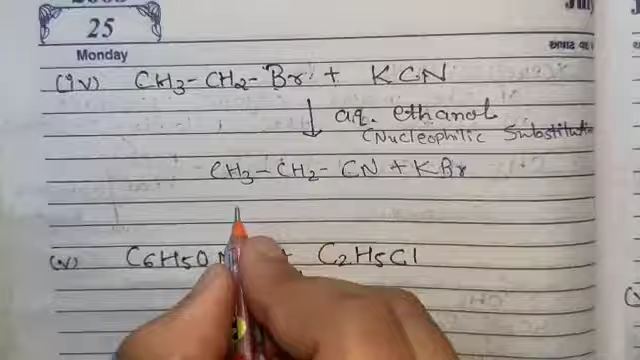 25
Monday
(iv) CH3-CH2-Br + KCN
aq. ethanol
(Nucleophilic Substitution
CH3-CH2-CN + KBr
(v) C6H5O + C2H5Cl